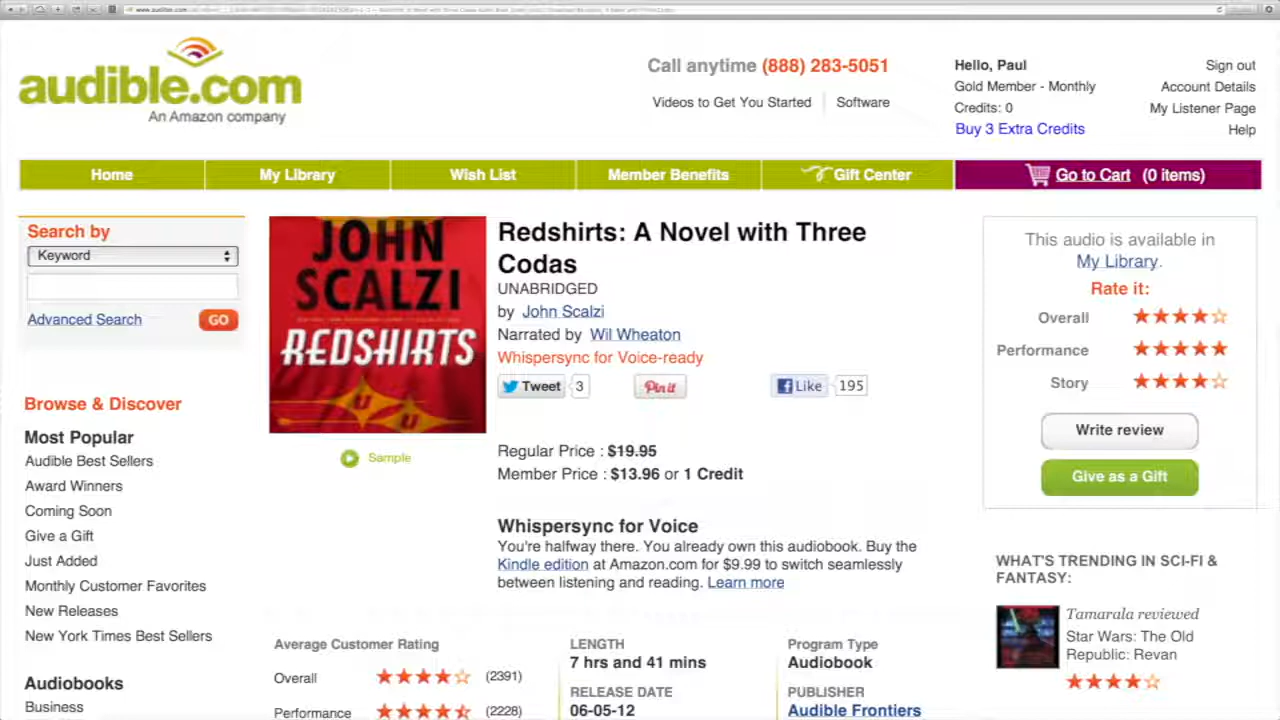 www.audible.com
audible.com
An Amazon company
Call anytime (888) 283-5051
Videos to Get You Started
Software
Hello, Paul
Gold Member - Monthly
Credits: 0
Buy 3 Extra Credits
Sign out
Account Details
My Listener Page
Help
Home
My Library
Wish List
Member Benefits
Gift Center
Go to Cart (0 items)
Search by
Keyword
Advanced Search
GO
Browse & Discover
Most Popular
Audible Best Sellers
Award Winners
Coming Soon
Give a Gift
Just Added
Monthly Customer Favorites
New Releases
New York Times Best Sellers
Audiobooks
Business
JOHN
SCALZI
REDSHIRTS
Sample
Redshirts: A Novel with Three
Codas
UNABRIDGED
by John Scalzi
Narrated by Wil Wheaton
Whispersync for Voice-ready
Tweet 3
Pin it
Like 195
Regular Price : $19.95
Member Price : $13.96 or 1 Credit
Whispersync for Voice
You're halfway there. You already own this audiobook. Buy the
Kindle edition at Amazon.com for $9.99 to switch seamlessly
between listening and reading. Learn more
Average Customer Rating
Overall (2391)
Performance (2228)
LENGTH
7 hrs and 41 mins
RELEASE DATE
06-05-12
Program Type
Audiobook
PUBLISHER
Audible Frontiers
This audio is available in
My Library.
Rate it:
Overall
Performance
Story
Write review
Give as a Gift
WHAT'S TRENDING IN SCI-FI &
FANTASY:
Tamarala reviewed
Star Wars: The Old
Republic: Revan